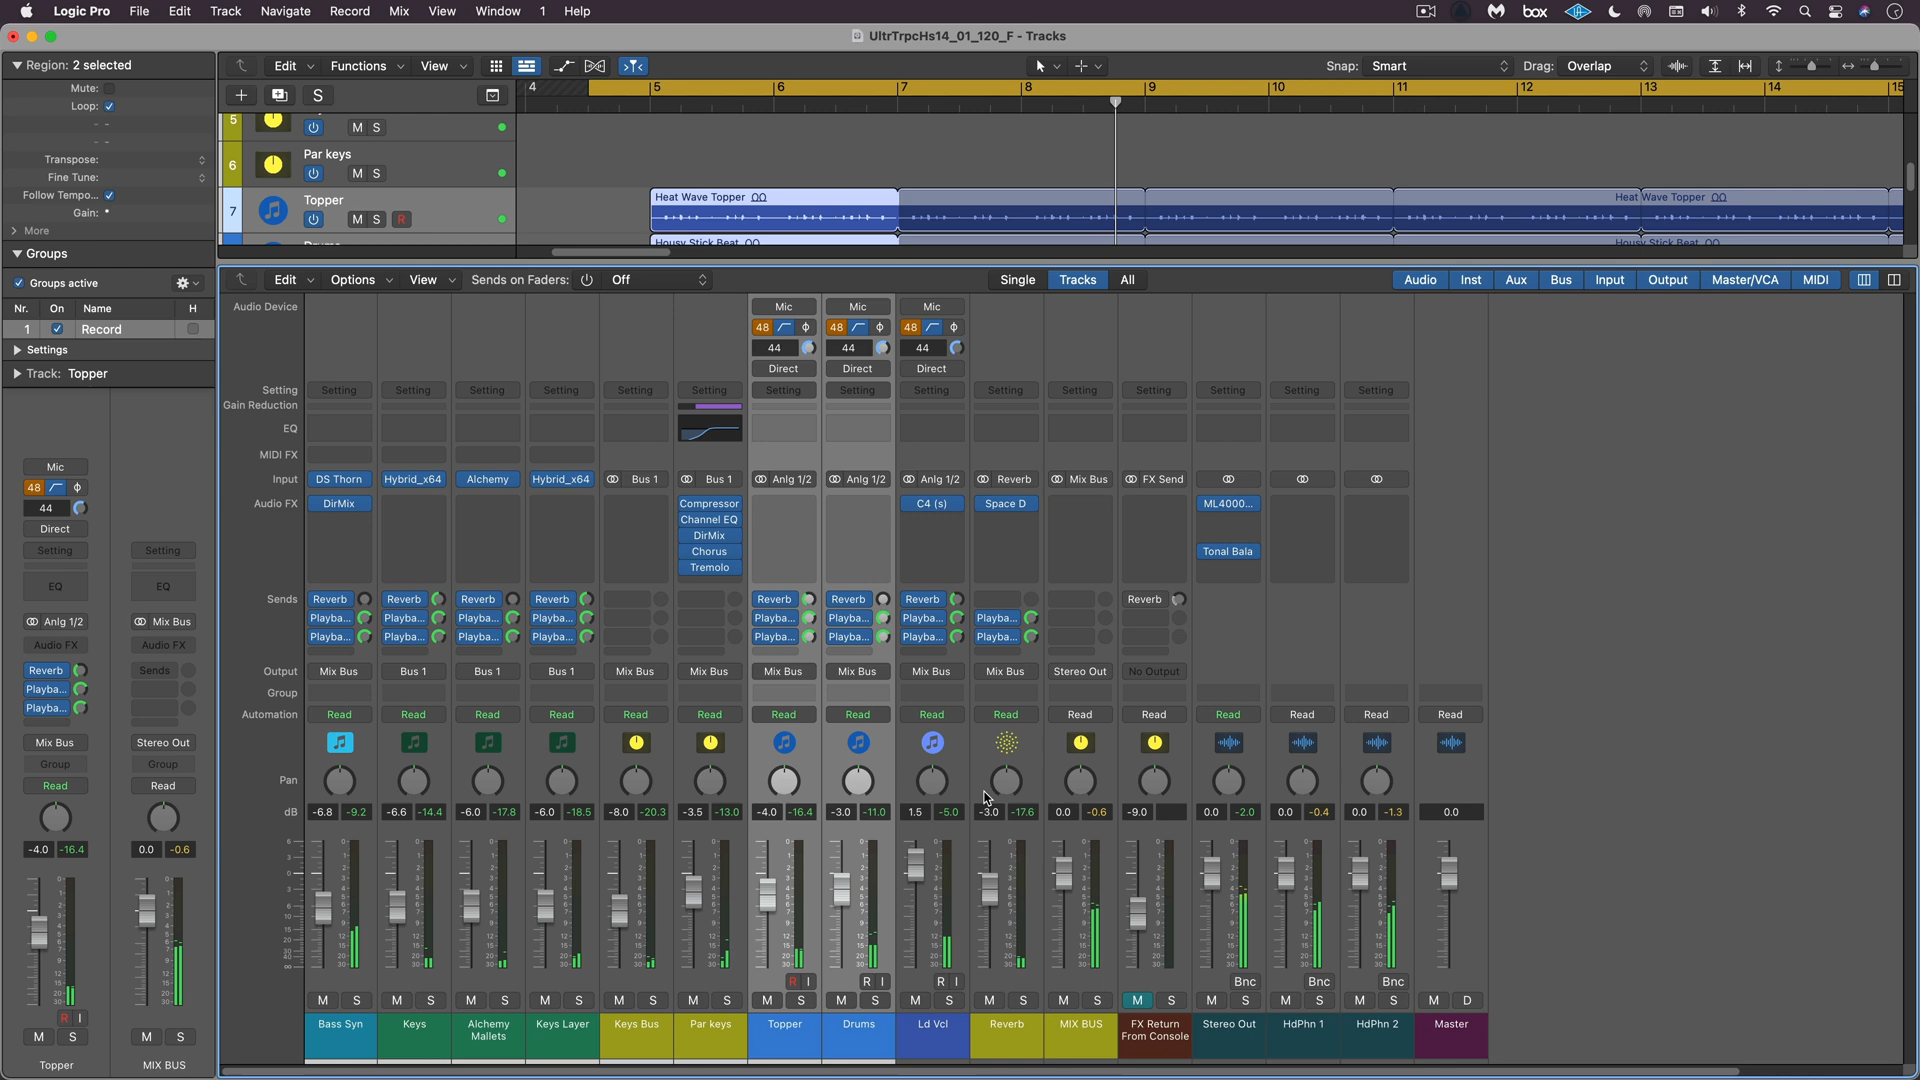 Logic Pro File Edit Track Navigate Record Mix View Window 1 Help box
UltrTrpcHs14_01_120_F - Tracks
Region: 2 selected
Mute:
Loop:
Transpose:
Fine Tune:
Follow Tempo...
Gain:
More
Groups
Groups active
Nr. On Name H
1 Record
Settings
Track: Topper
Edit Functions View Snap: Smart Drag: Overlap
S 4 5 6 7 8 9 10 11 12 13 14 15
5 M S
Par keys
6 M S
Topper
7 M S R
Heat Wave Topper Heat Wave Topper
Housy Stick Beat Housy Stick Beat
Edit Options View Sends on Faders: Off Single Tracks All Audio Inst Aux Bus Input Output Master/VCA MIDI
Audio Device Mic Mic Mic
48 48 48
44 44 44
Direct Direct Direct
Setting Setting Setting Setting Setting Setting Setting Setting Setting Setting Setting Setting Setting Setting Setting Setting
Gain Reduction
EQ
MIDI FX
Input DS Thorn Hybrid_x64 Alchemy Hybrid_x64 Bus 1 Bus 1 Anlg 1/2 Anlg 1/2 Anlg 1/2 Reverb Mix Bus FX Send
Audio FX DirMix Compressor C4 (s) Space D ML4000...
Channel EQ
DirMix
Chorus Tonal Bala
Tremolo
Sends Reverb Reverb Reverb Reverb Reverb Reverb Reverb Reverb
Playba... Playba... Playba... Playba... Playba... Playba... Playba... Playba...
Playba... Playba... Playba... Playba... Playba... Playba... Playba... Playba...
Output Mix Bus Bus 1 Bus 1 Bus 1 Mix Bus Mix Bus Mix Bus Mix Bus Mix Bus Mix Bus Stereo Out No Output
Group
Automation Read Read Read Read Read Read Read Read Read Read Read Read Read Read Read Read
Pan
dB -6.8 -9.2 -6.6 -14.4 -6.0 -17.8 -6.0 -18.5 -8.0 -20.3 -3.5 -13.0 -4.0 -16.4 -3.0 -11.0 1.5 -5.0 -3.0 -17.6 0.0 -0.6 -9.0 0.0 -2.0 0.0 -0.4 0.0 -1.3 0.0
R I R I R I Bnc Bnc Bnc
M S M S M S M S M S M S M S M S M S M S M S M S M S M S M S M D
Bass Syn Keys Alchemy Mallets Keys Layer Keys Bus Par keys Topper Drums Ld Vcl Reverb MIX BUS FX Return From Console Stereo Out HdPhn 1 HdPhn 2 Master
Mic
48
44
Direct
Setting Setting
EQ EQ
Anlg 1/2 Mix Bus
Audio FX Audio FX
Reverb Sends
Playba...
Playba...
Mix Bus Stereo Out
Group Group
Read Read
-4.0 -16.4 0.0 -0.6
R I
M S M S
Topper MIX BUS